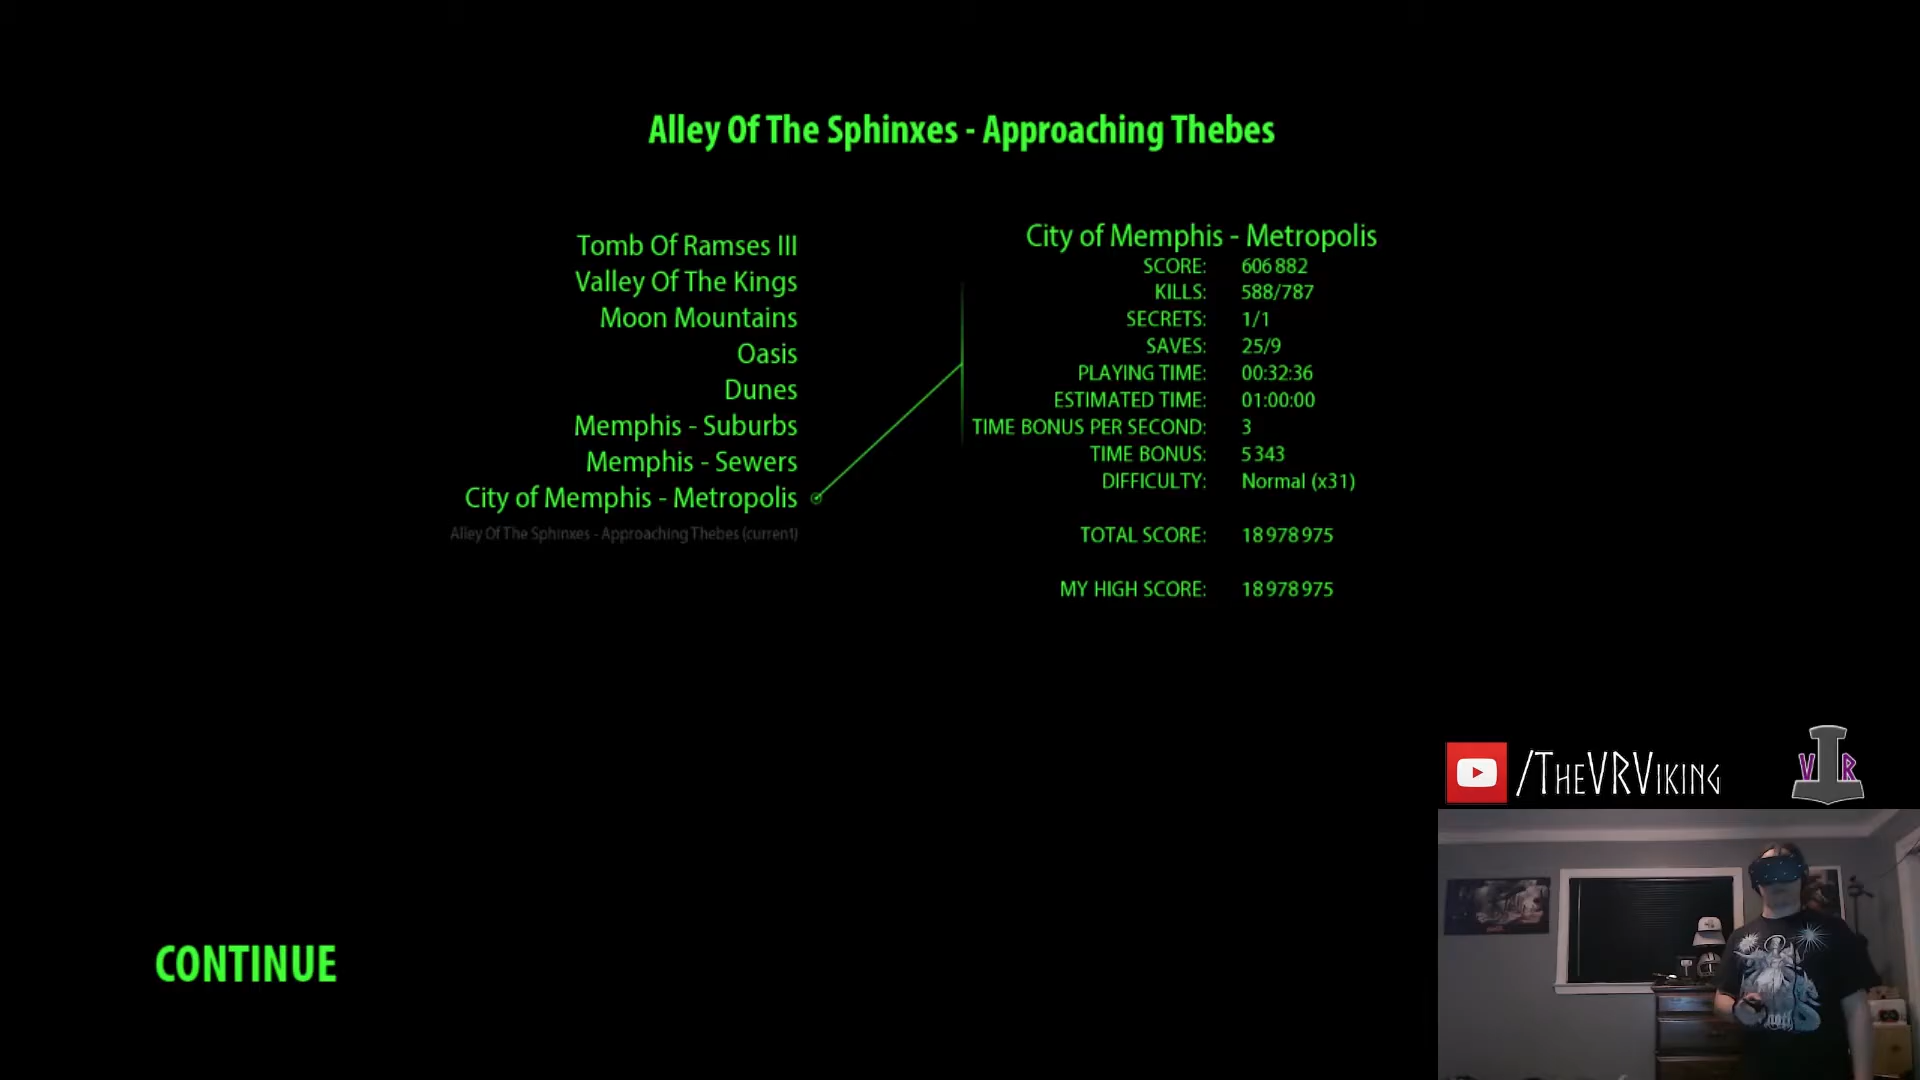 Alley Of The Sphinxes - Approaching Thebes
Tomb Of Ramses III
Valley Of The Kings
Moon Mountains
Oasis
Dunes
Memphis - Suburbs
Memphis - Sewers
City of Memphis - Metropolis
Alley Of The Sphinxes - Approaching Thebes (current)
City of Memphis - Metropolis
SCORE: 606 882
KILLS: 588/787
SECRETS: 1/1
SAVES: 25/9
PLAYING TIME: 00:32:36
ESTIMATED TIME: 01:00:00
TIME BONUS PER SECOND: 3
TIME BONUS: 5 343
DIFFICULTY: Normal (x31)
TOTAL SCORE: 18 978 975
MY HIGH SCORE: 18 978 975
CONTINUE
/THEVRVIKING
VR